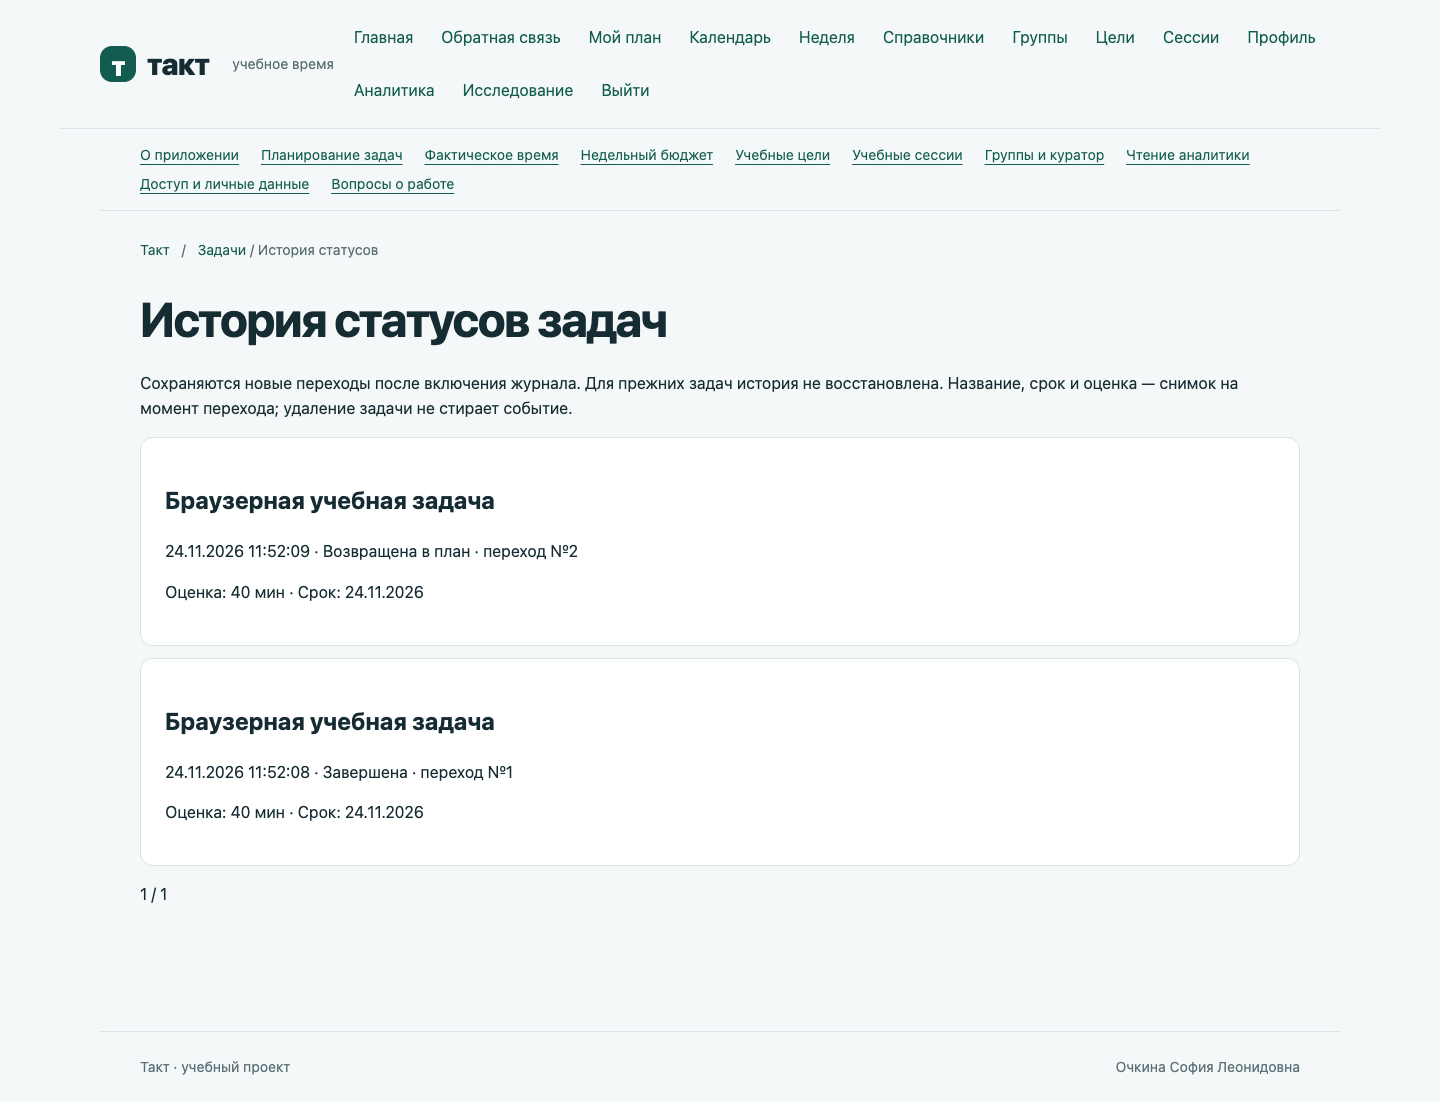 т такт учебное время
Главная Обратная связь Мой план Календарь Неделя Справочники Группы Цели Сессии Профиль
Аналитика Исследование Выйти
О приложении Планирование задач Фактическое время Недельный бюджет Учебные цели Учебные сессии Группы и куратор Чтение аналитики
Доступ и личные данные Вопросы о работе
Такт / Задачи / История статусов
История статусов задач
Сохраняются новые переходы после включения журнала. Для прежних задач история не восстановлена. Название, срок и оценка — снимок на
момент перехода; удаление задачи не стирает событие.
Браузерная учебная задача
24.11.2026 11:52:09 · Возвращена в план · переход №2
Оценка: 40 мин · Срок: 24.11.2026
Браузерная учебная задача
24.11.2026 11:52:08 · Завершена · переход №1
Оценка: 40 мин · Срок: 24.11.2026
1 / 1
Такт · учебный проект Очкина София Леонидовна